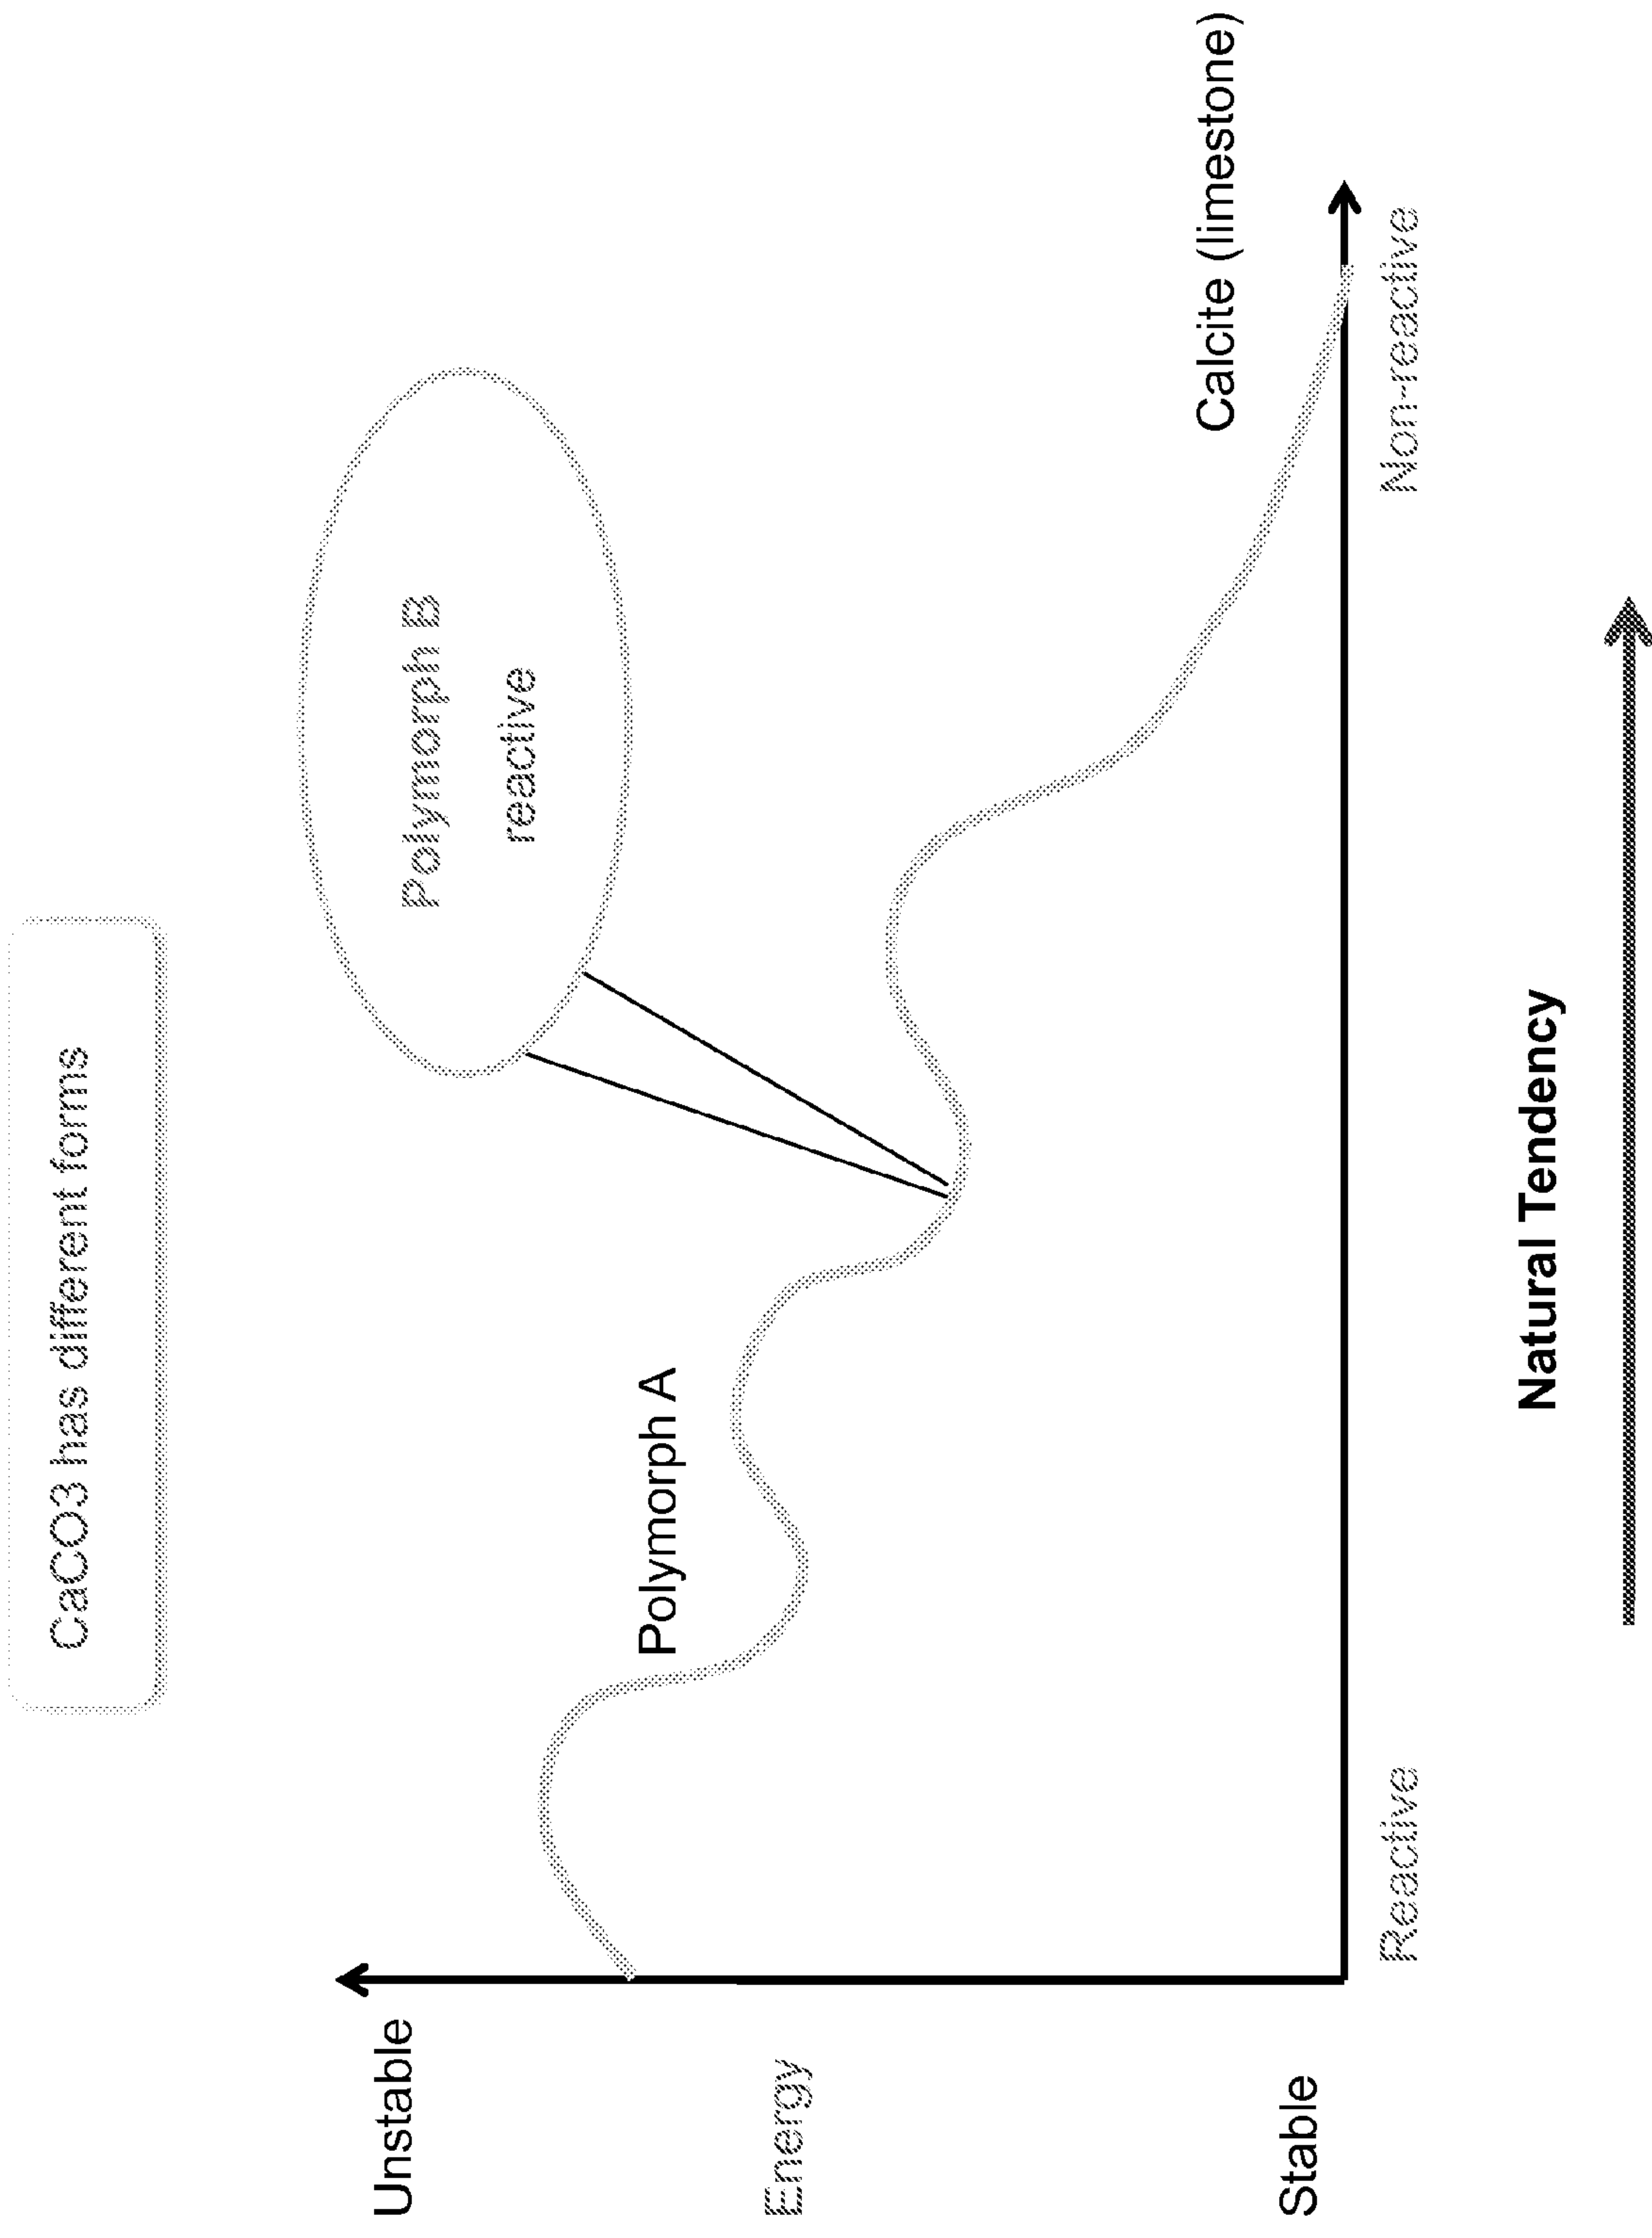 CaCO3 has different forms
Unstable
Polymorph B
reactive
Polymorph A
Energy
Calcite (limestone)
Stable
Reactive
Non-reactive
Natural Tendency